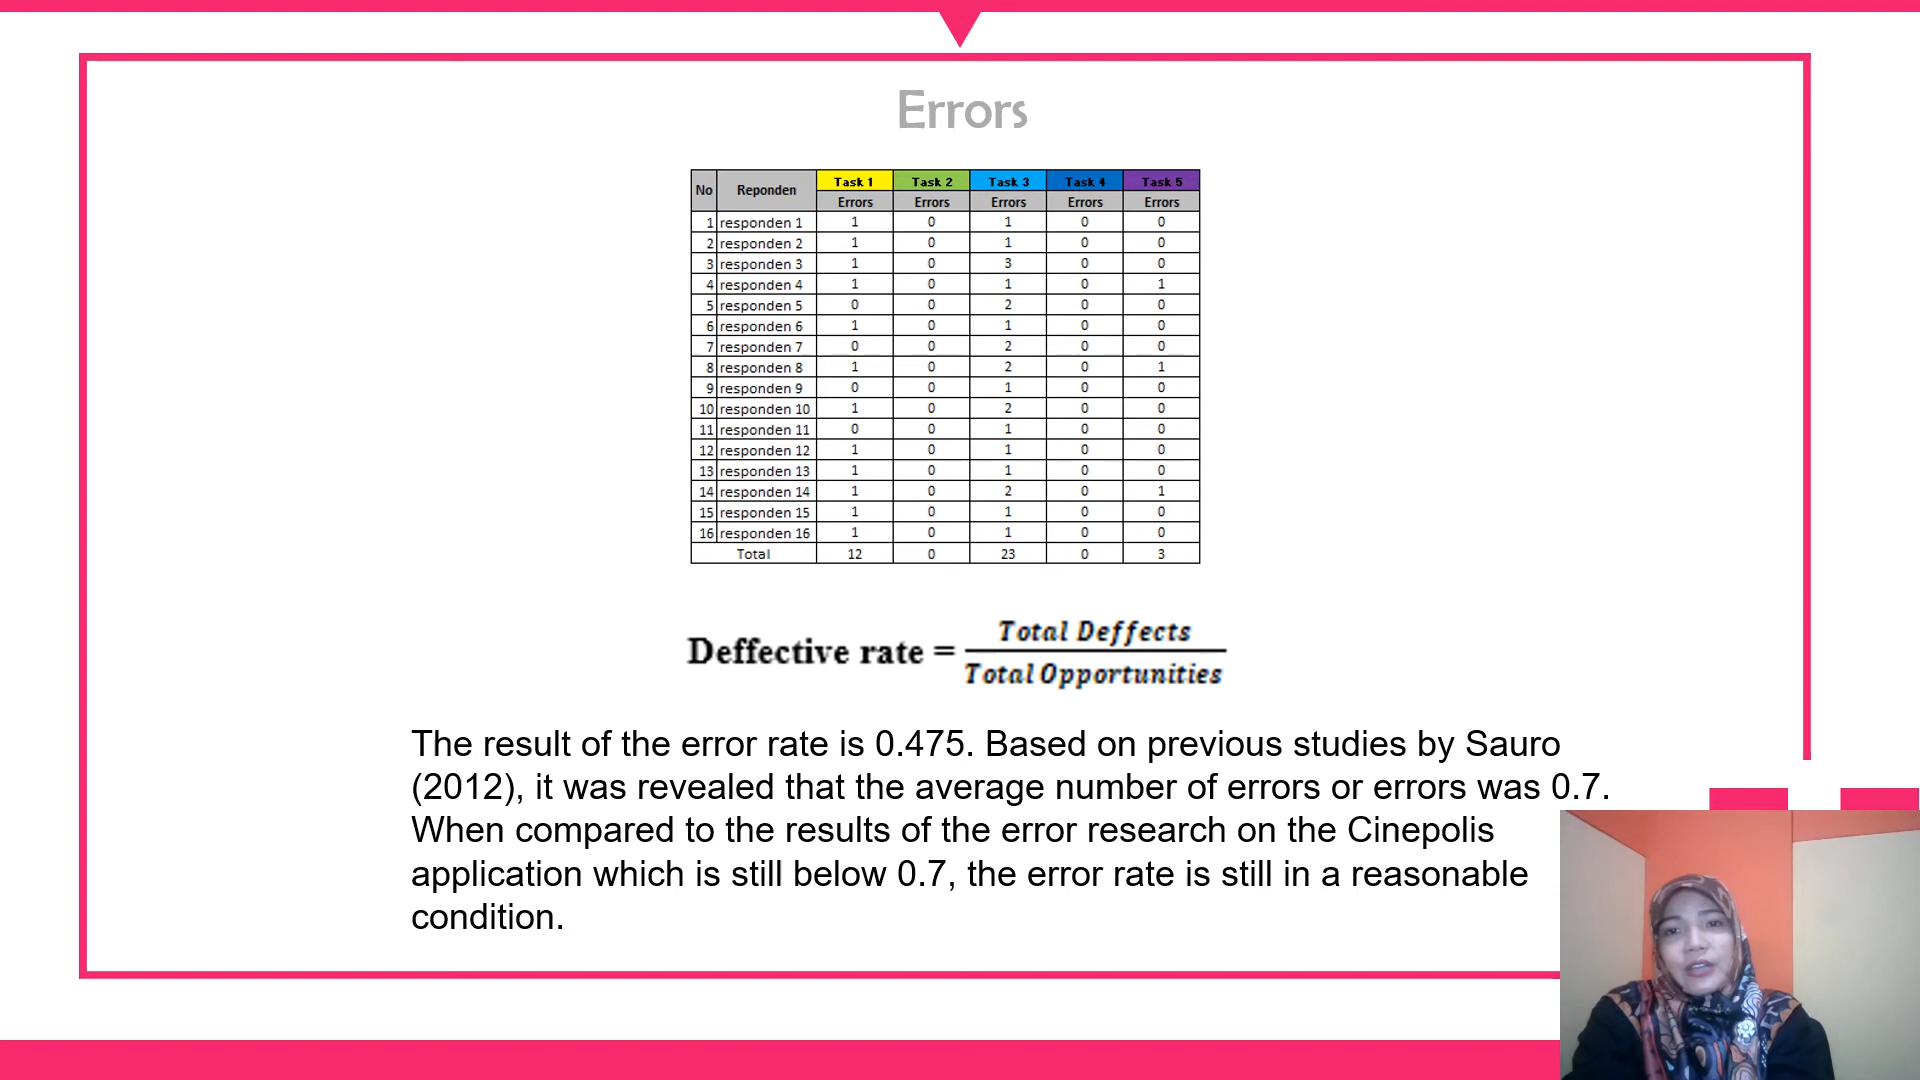 Errors
No Reponden Task 1 Task 2 Task 3 Task 4 Task 5
Errors Errors Errors Errors Errors
1 responden 1 1 0 1 0 0
2 responden 2 1 0 1 0 0
3 responden 3 1 0 3 0 0
4 responden 4 1 0 1 0 1
5 responden 5 0 0 2 0 0
6 responden 6 1 0 1 0 0
7 responden 7 0 0 2 0 0
8 responden 8 1 0 2 0 1
9 responden 9 0 0 1 0 0
10 responden 10 1 0 2 0 0
11 responden 11 0 0 1 0 0
12 responden 12 1 0 1 0 0
13 responden 13 1 0 1 0 0
14 responden 14 1 0 2 0 1
15 responden 15 1 0 1 0 0
16 responden 16 1 0 1 0 0
Total 12 0 23 0 3
Deffective rate = Total Deffects
Total Opportunities
The result of the error rate is 0.475. Based on previous studies by Sauro
(2012), it was revealed that the average number of errors or errors was 0.7.
When compared to the results of the error research on the Cinepolis
application which is still below 0.7, the error rate is still in a reasonable
condition.